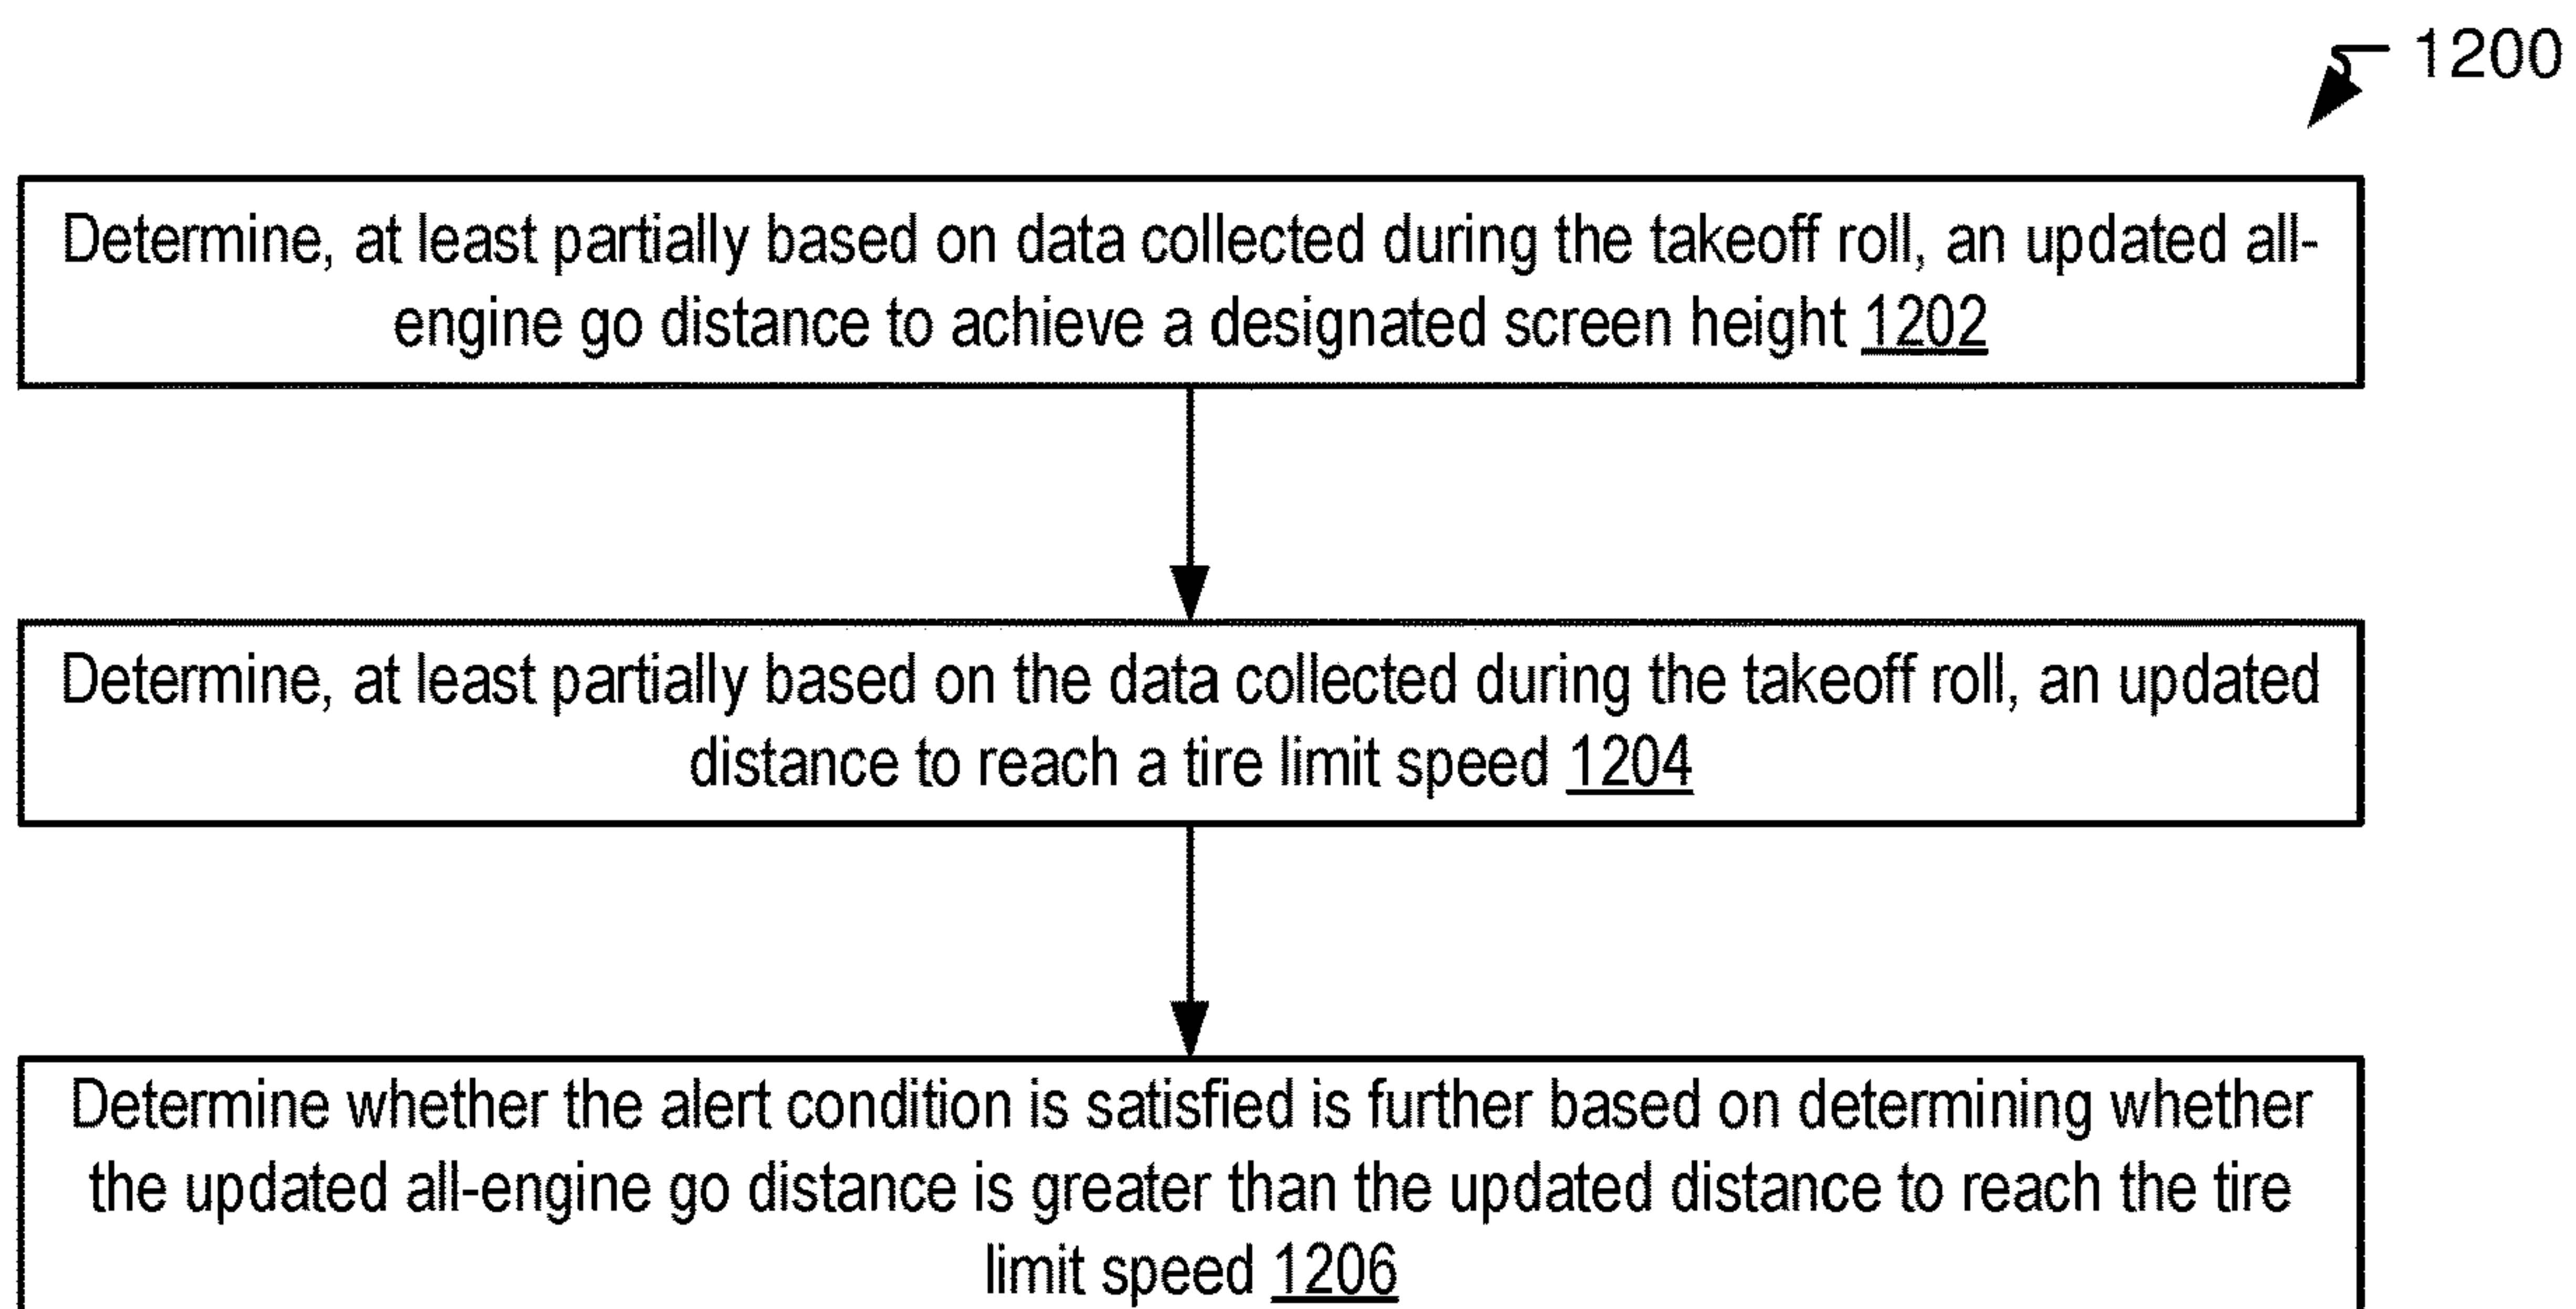 1200
Determine, at least partially based on data collected during the takeoff roll, an updated all-
engine go distance to achieve a designated screen height 1202
Determine, at least partially based on the data collected during the takeoff roll, an updated
distance to reach a tire limit speed 1204
Determine whether the alert condition is satisfied is further based on determining whether
the updated all-engine go distance is greater than the updated distance to reach the tire
limit speed 1206